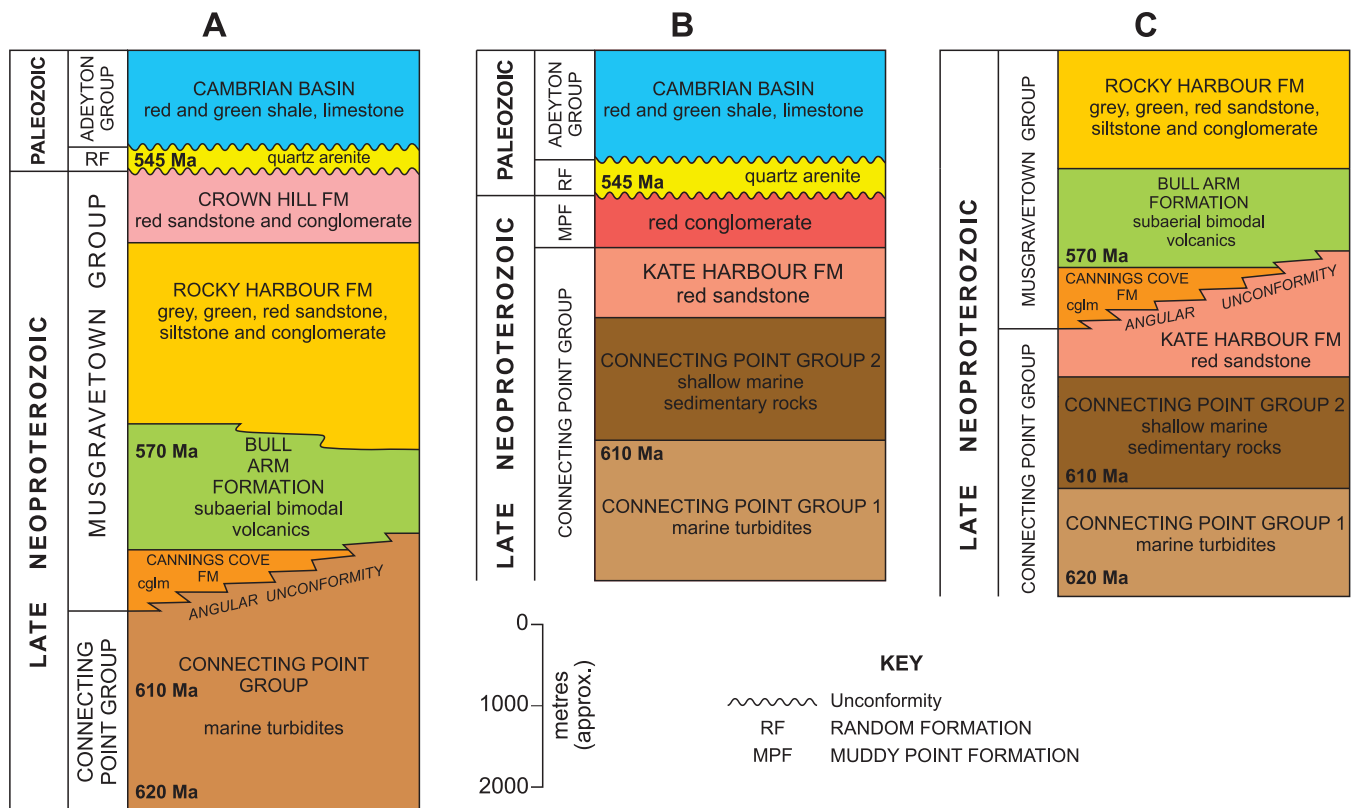 A
PALEOZOIC
ADEYTON
GROUP
CAMBRIAN BASIN
red and green shale, limestone
RF
545 Ma
quartz arenite
LATE NEOPROTEROZOIC
MUSGRAVETOWN GROUP
CROWN HILL FM
red sandstone and conglomerate
ROCKY HARBOUR FM
grey, green, red sandstone,
siltstone and conglomerate
570 Ma
BULL
ARM
FORMATION
subaerial bimodal
volcanics
CANNINGS COVE
FM
cglm
ANGULAR UNCONFORMITY
CONNECTING
POINT GROUP
CONNECTING POINT
GROUP
610 Ma
marine turbidites
620 Ma
B
PALEOZOIC
ADEYTON
GROUP
CAMBRIAN BASIN
red and green shale, limestone
RF
545 Ma
quartz arenite
LATE NEOPROTEROZOIC
MPF
red conglomerate
CONNECTING POINT GROUP
KATE HARBOUR FM
red sandstone
CONNECTING POINT GROUP 2
shallow marine
sedimentary rocks
610 Ma
CONNECTING POINT GROUP 1
marine turbidites
C
LATE NEOPROTEROZOIC
MUSGRAVETOWN GROUP
ROCKY HARBOUR FM
grey, green, red sandstone,
siltstone and conglomerate
BULL ARM
FORMATION
subaerial bimodal
volcanics
570 Ma
CANNINGS COVE
FM
cglm
ANGULAR UNCONFORMITY
CONNECTING POINT GROUP
KATE HARBOUR FM
red sandstone
CONNECTING POINT GROUP 2
shallow marine
sedimentary rocks
610 Ma
CONNECTING POINT GROUP 1
marine turbidites
620 Ma
0
1000
2000
metres
(approx.)
KEY
Unconformity
RF RANDOM FORMATION
MPF MUDDY POINT FORMATION